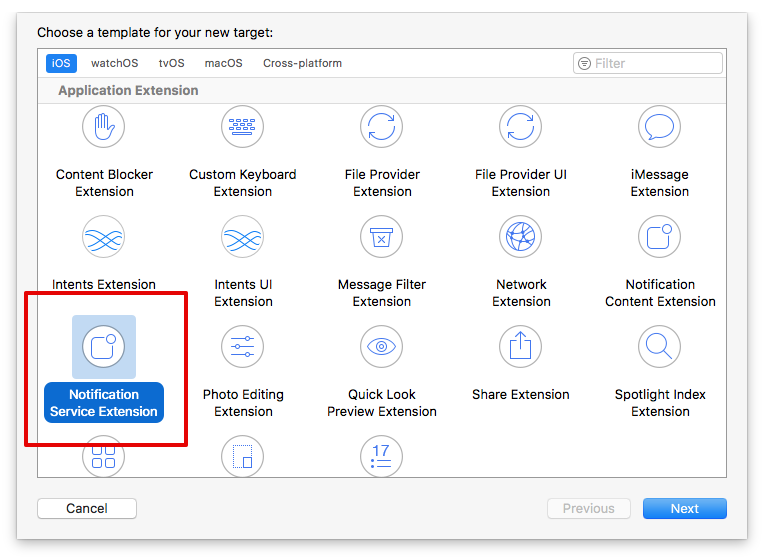 Choose a template for your new target:
iOS watchOS tvOS macOS Cross-platform Filter
Application Extension
Content Blocker Extension
Custom Keyboard Extension
File Provider Extension
File Provider UI Extension
iMessage Extension
Intents Extension
Intents UI Extension
Message Filter Extension
Network Extension
Notification Content Extension
Notification Service Extension
Photo Editing Extension
Quick Look Preview Extension
Share Extension
Spotlight Index Extension
17
Cancel Previous Next